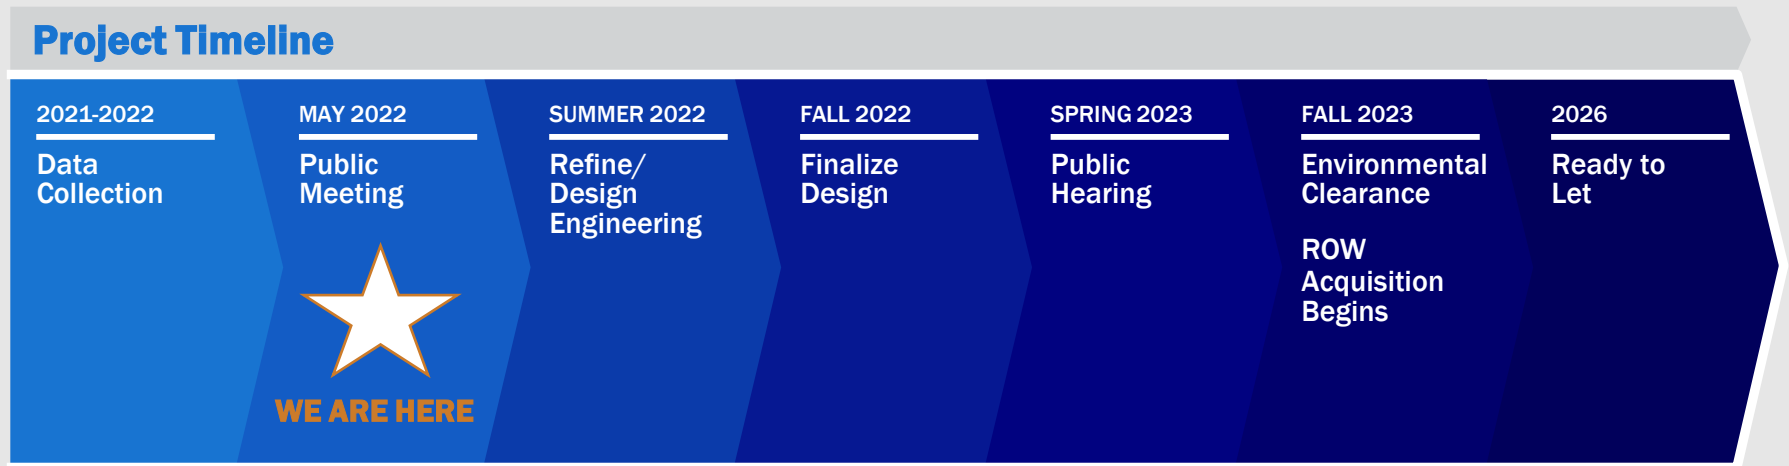 Project Timeline
2021-2022
Data
Collection
MAY 2022
Public
Meeting
WE ARE HERE
SUMMER 2022
Refine/
Design
Engineering
FALL 2022
Finalize
Design
SPRING 2023
Public
Hearing
FALL 2023
Environmental
Clearance
ROW
Acquisition
Begins
2026
Ready to
Let